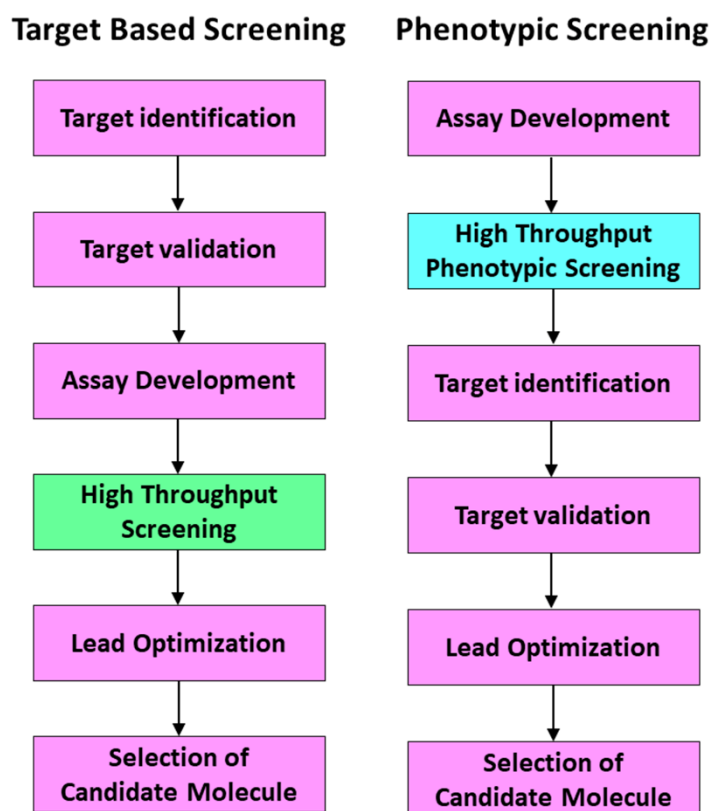 Target Based Screening
Target identification
Target validation
Assay Development
High Throughput
Screening
Lead Optimization
Selection of
Candidate Molecule
Phenotypic Screening
Assay Development
High Throughput
Phenotypic Screening
Target identification
Target validation
Lead Optimization
Selection of
Candidate Molecule